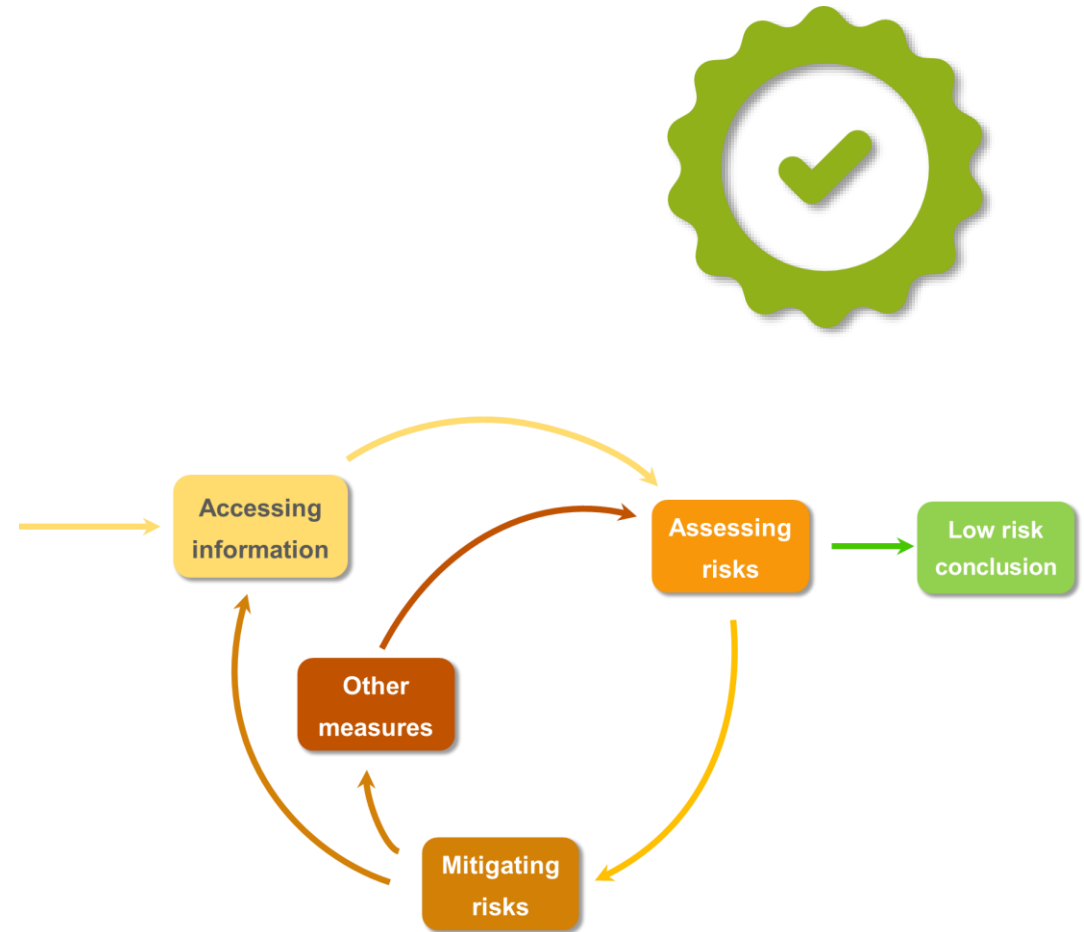 Accessing
information
Assessing
risks
Low risk
conclusion
Other
measures
Mitigating
risks